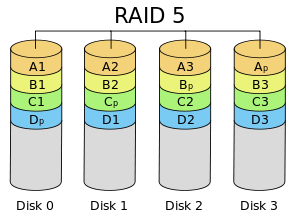 RAID 5
A1 A2 A3 Ap
B1 B2 Bp B3
C1 Cp C2 C3
Dp D1 D2 D3
Disk 0 Disk 1 Disk 2 Disk 3